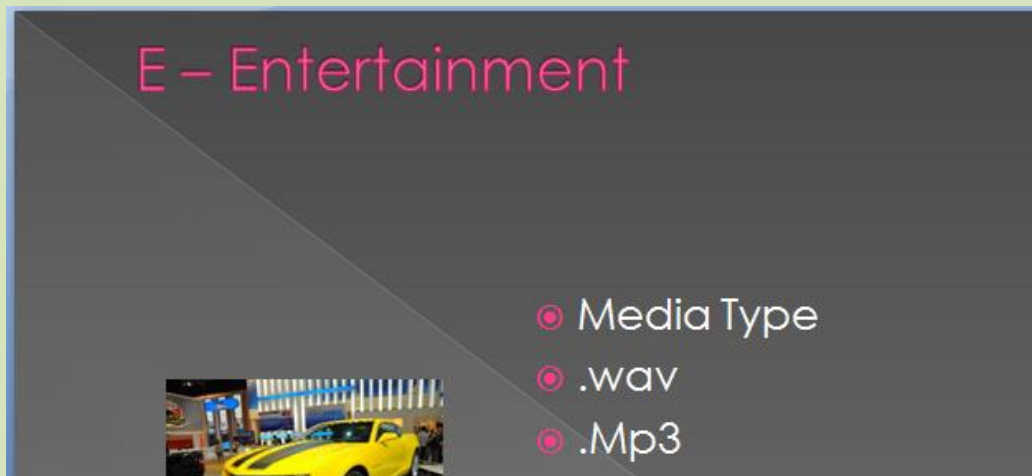 E – Entertainment
Media Type
.wav
.Mp3